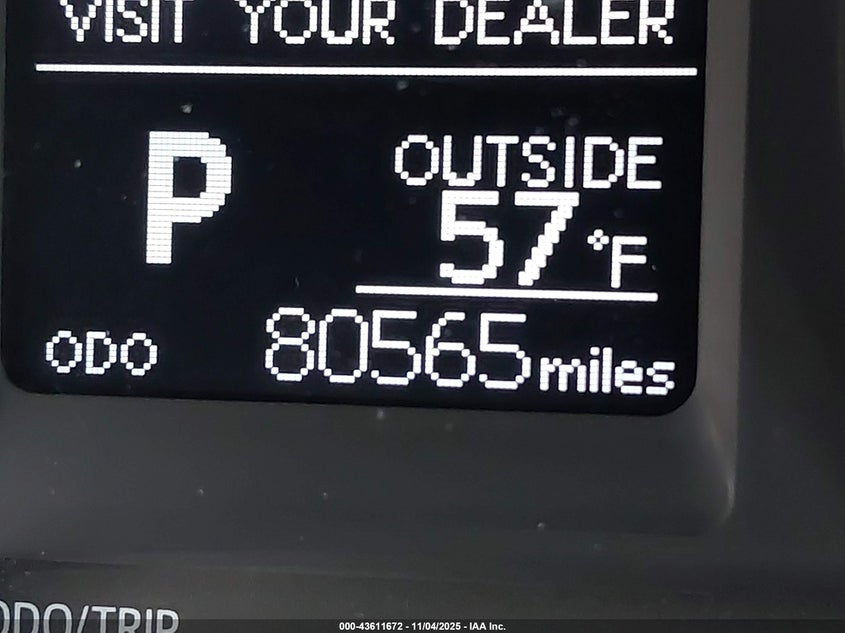 VISIT YOUR DEALER
P
OUTSIDE
57 °F
ODO 80565 miles
ODO/TRIP
000-43611672 - 11/04/2025 - IAA Inc.